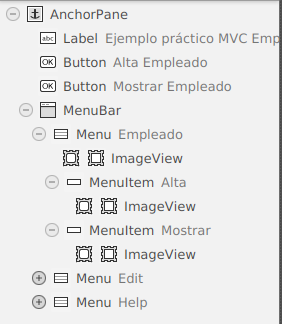 AnchorPane
abc Label Ejemplo práctico MVC Emp
OK Button Alta Empleado
OK Button Mostrar Empleado
MenuBar
Menu Empleado
ImageView
MenuItem Alta
ImageView
MenuItem Mostrar
ImageView
Menu Edit
Menu Help